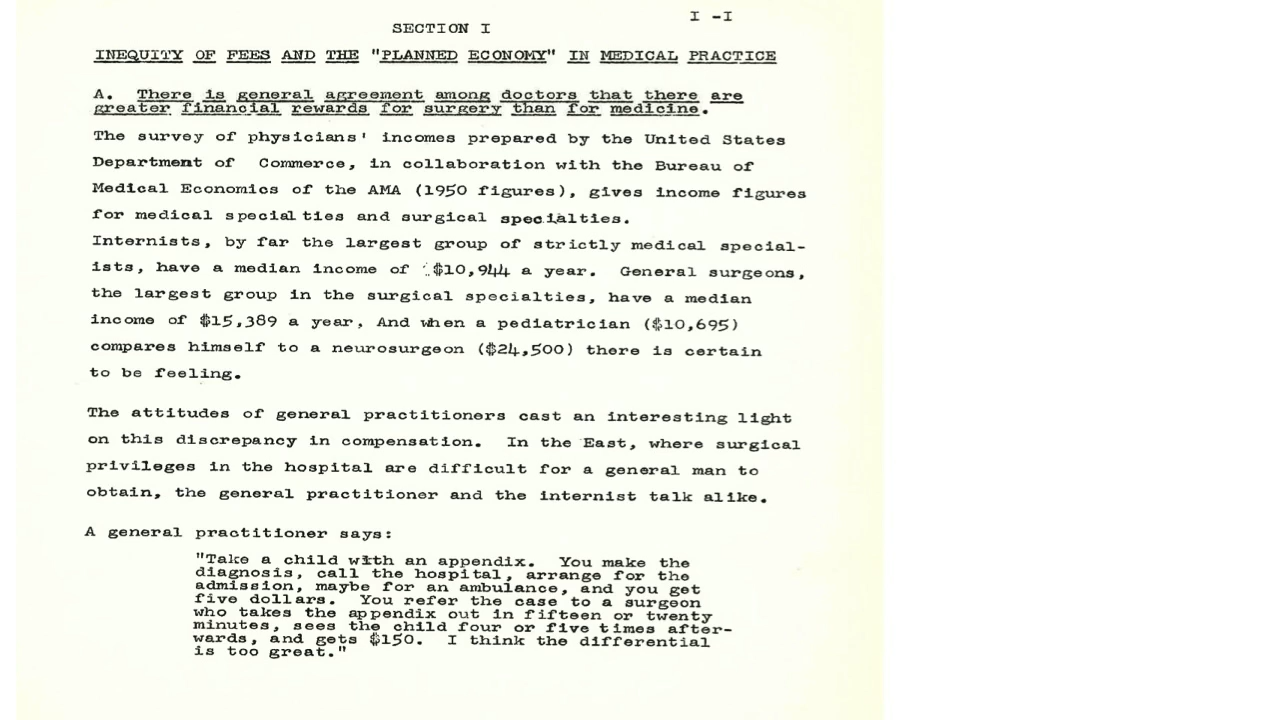 I -I
SECTION I
INEQUITY OF FEES AND THE "PLANNED ECONOMY" IN MEDICAL PRACTICE
A. There is general agreement among doctors that there are
greater financial rewards for surgery than for medicine.
The survey of physicians' incomes prepared by the United States
Department of Commerce, in collaboration with the Bureau of
Medical Economics of the AMA (1950 figures), gives income figures
for medical specialties and surgical specialties.
Internists, by far the largest group of strictly medical special-
ists, have a median income of $10,944 a year. General surgeons,
the largest group in the surgical specialties, have a median
income of $15,389 a year, And when a pediatrician ($10,695)
compares himself to a neurosurgeon ($24,500) there is certain
to be feeling.
The attitudes of general practitioners cast an interesting light
on this discrepancy in compensation. In the East, where surgical
privileges in the hospital are difficult for a general man to
obtain, the general practitioner and the internist talk alike.
A general practitioner says:
"Take a child with an appendix. You make the
diagnosis, call the hospital, arrange for the
admission, maybe for an ambulance, and you get
five dollars. You refer the case to a surgeon
who takes the appendix out in fifteen or twenty
minutes, sees the child four or five times after-
wards, and gets $150. I think the differential
is too great."